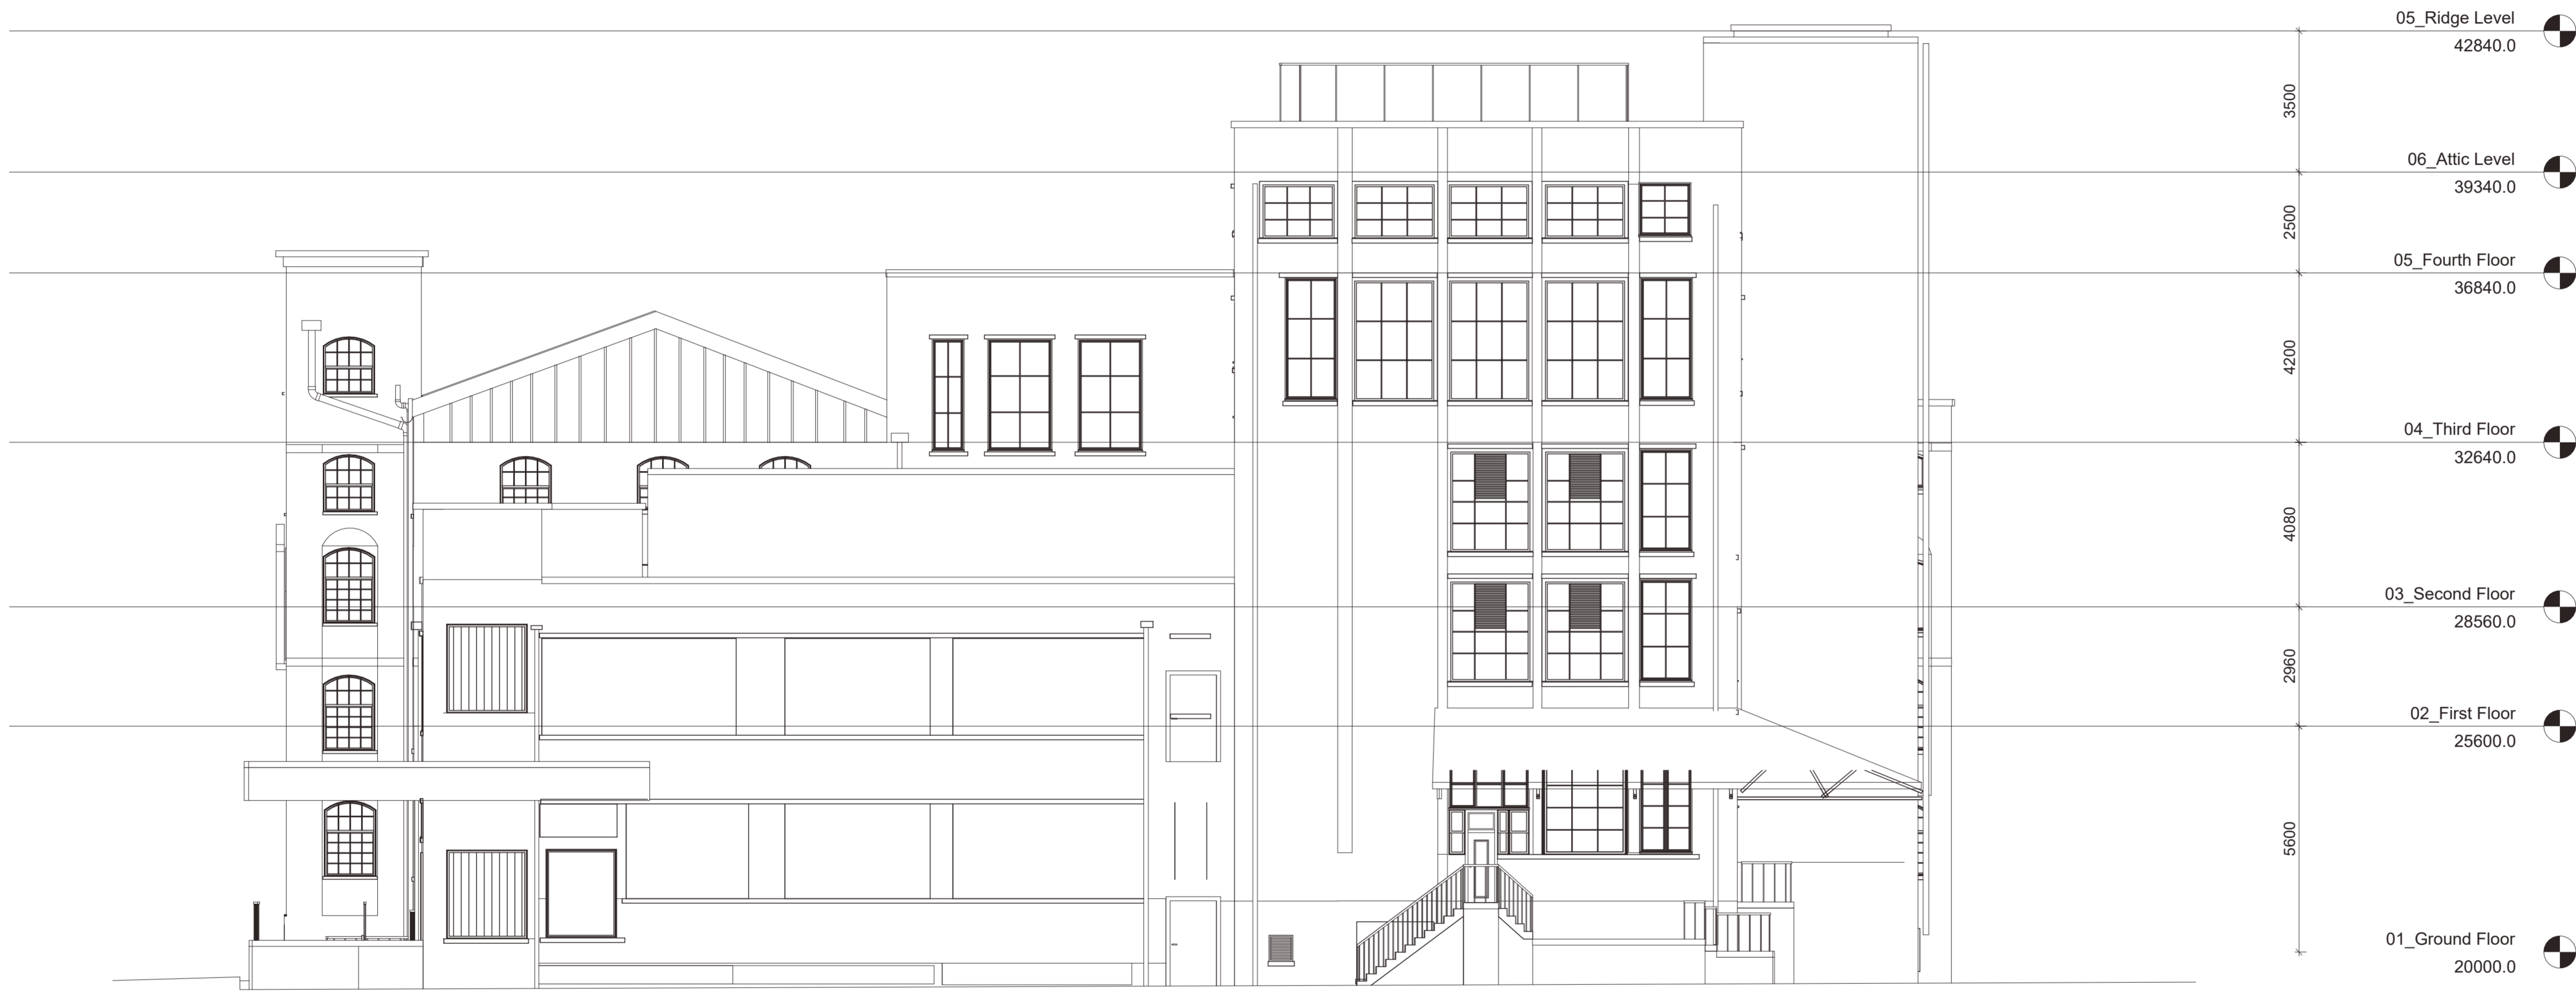 05_Ridge Level
42840.0
3500
06_Attic Level
39340.0
2500
05_Fourth Floor
36840.0
4200
04_Third Floor
32640.0
4080
03_Second Floor
28560.0
2960
02_First Floor
25600.0
5600
01_Ground Floor
20000.0